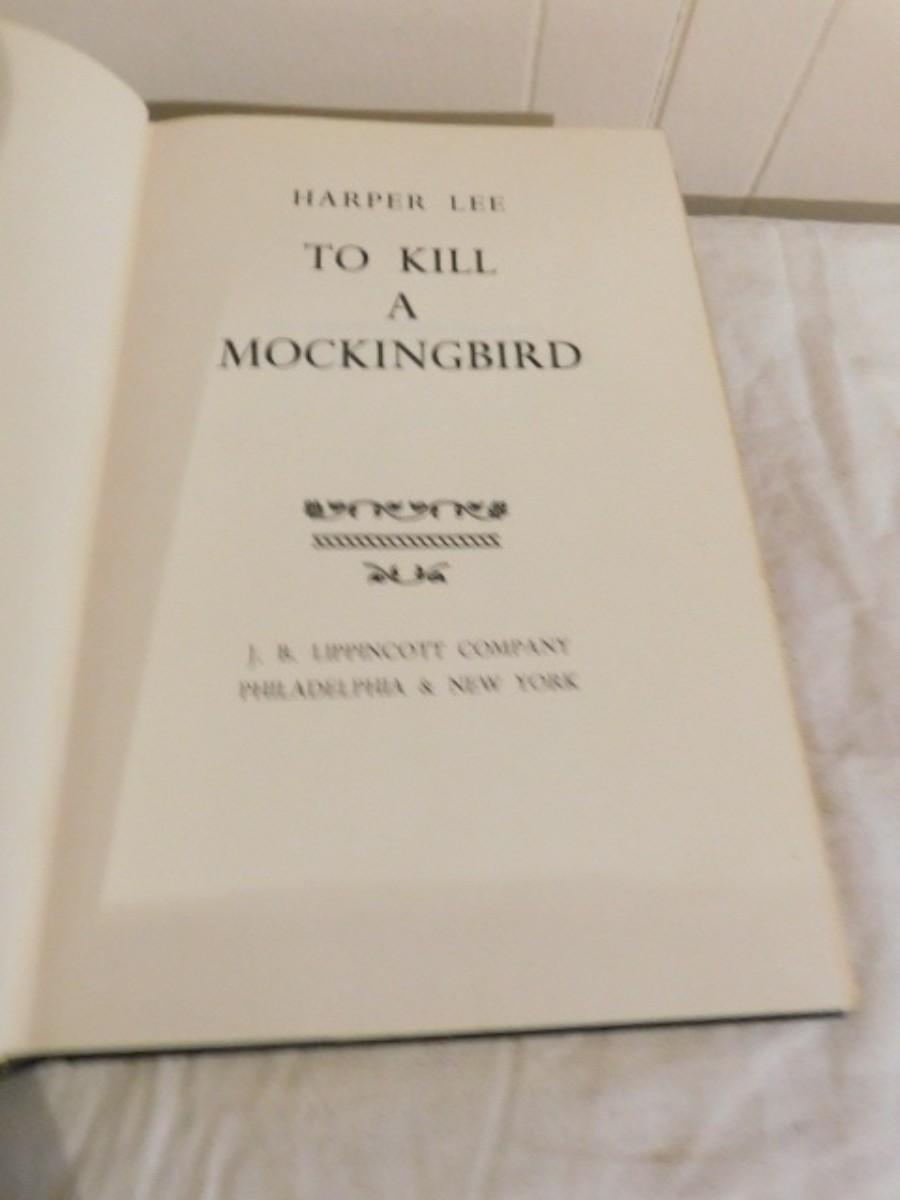 HARPER LEE
TO KILL
A
MOCKINGBIRD
J. B. LIPPINCOTT COMPANY
PHILADELPHIA & NEW YORK